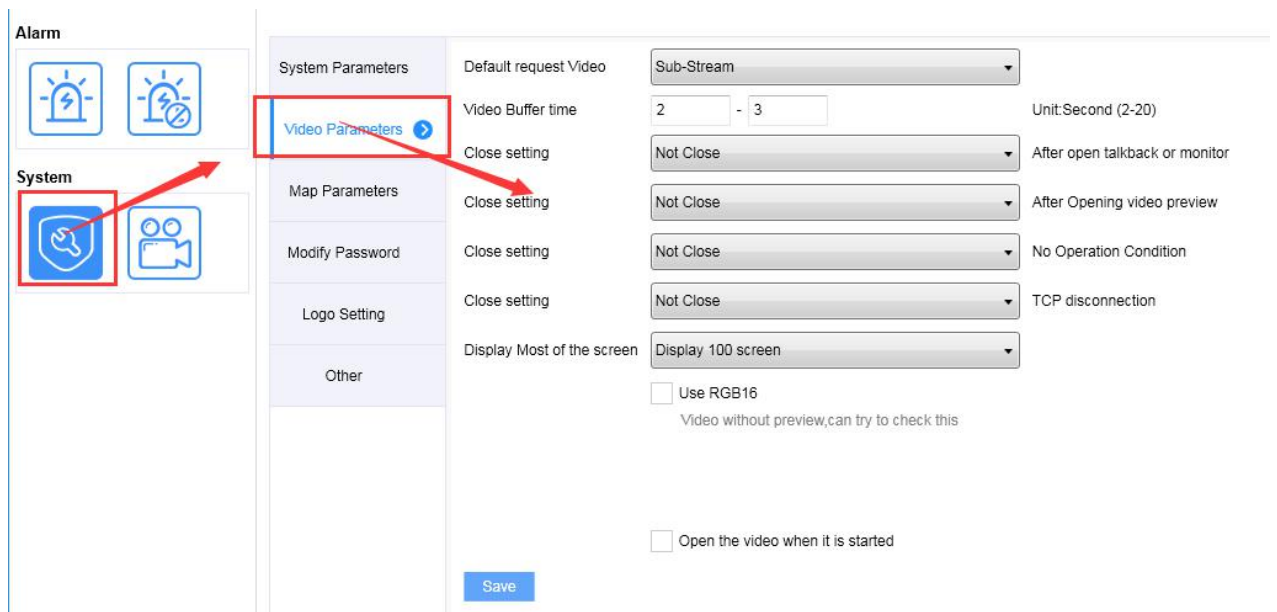 Alarm
System
System Parameters
Video Parameters
Map Parameters
Modify Password
Logo Setting
Other
Default request Video Sub-Stream
Video Buffer time 2 - 3 Unit:Second (2-20)
Close setting Not Close After open talkback or monitor
Close setting Not Close After Opening video preview
Close setting Not Close No Operation Condition
Close setting Not Close TCP disconnection
Display Most of the screen Display 100 screen
Use RGB16
Video without preview,can try to check this
Open the video when it is started
Save